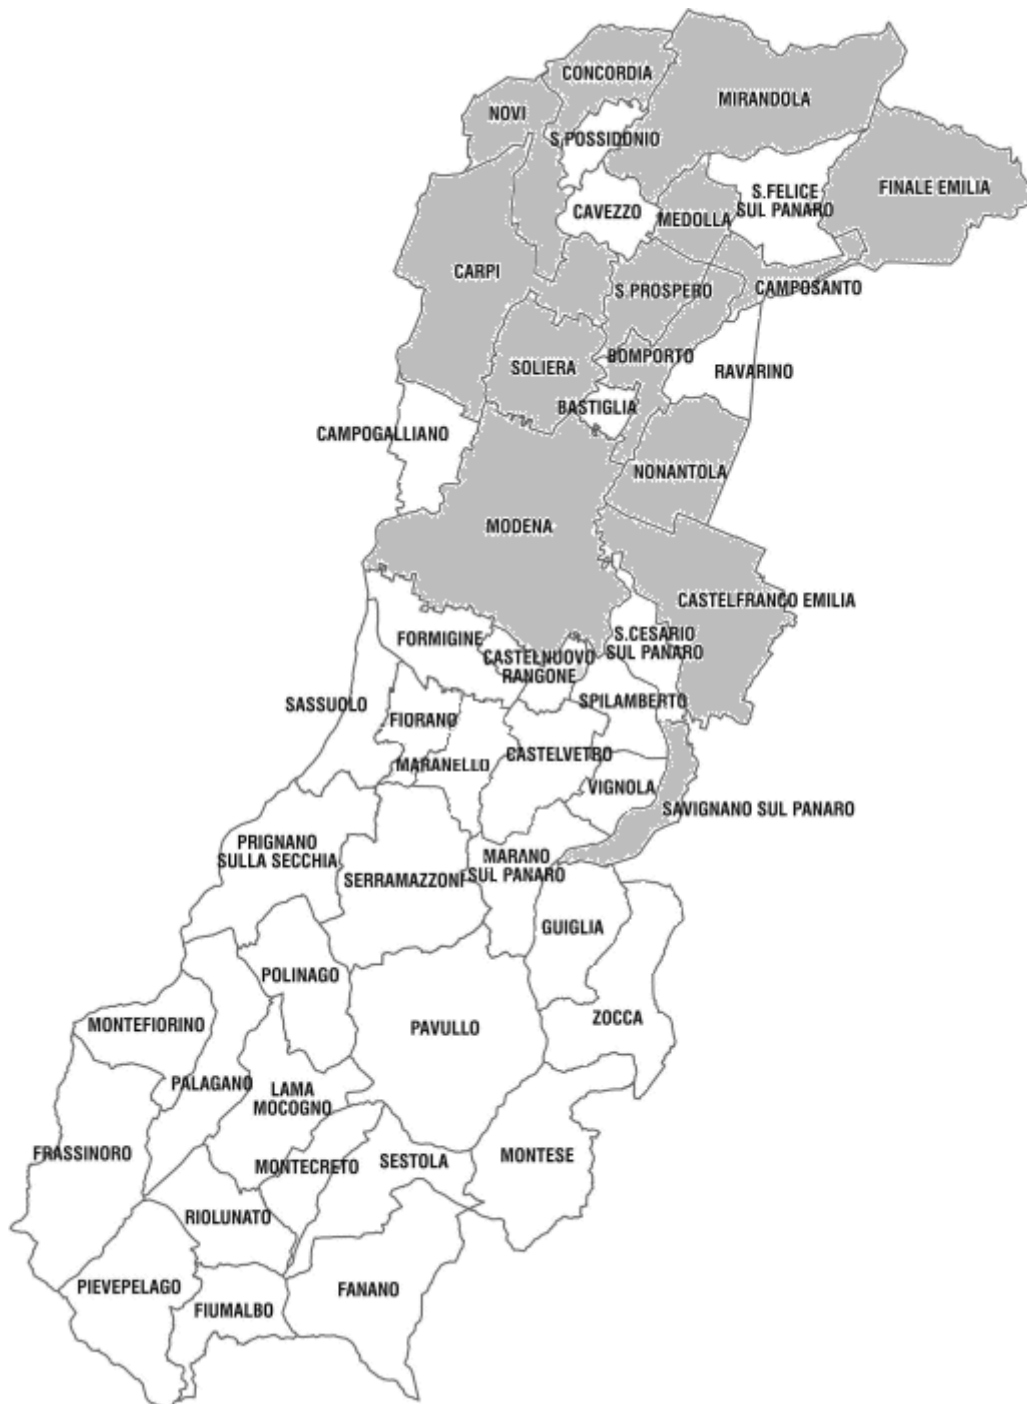 CONCORDIA
MIRANDOLA
NOVI
S.POSSIDONIO
FINALE EMILIA
S.FELICE
SUL PANARO
CAVEZZO
MEDOLLA
CARPI
CAMPOSANTO
S.PROSPERO
BOMPORTO
SOLIERA
RAVARINO
BASTIGLIA
CAMPOGALLIANO
NONANTOLA
MODENA
CASTELFRANCO EMILIA
FORMIGINE
S.CESARIO
SUL PANARO
CASTELNUOVO
RANGONE
SASSUOLO
SPILAMBERTO
FIORANO
CASTELVETRO
MARANELLO
VIGNOLA
SAVIGNANO SUL PANARO
PRIGNANO
SULLA SECCHIA
MARANO
SUL PANARO
SERRAMAZZONI
GUIGLIA
POLINAGO
ZOCCA
MONTEFIORINO
PAVULLO
PALAGANO
LAMA
MOCOGNO
FRASSINORO
MONTECRETO
SESTOLA
MONTESE
RIOLUNATO
PIEVEPELAGO
FANANO
FIUMALBO